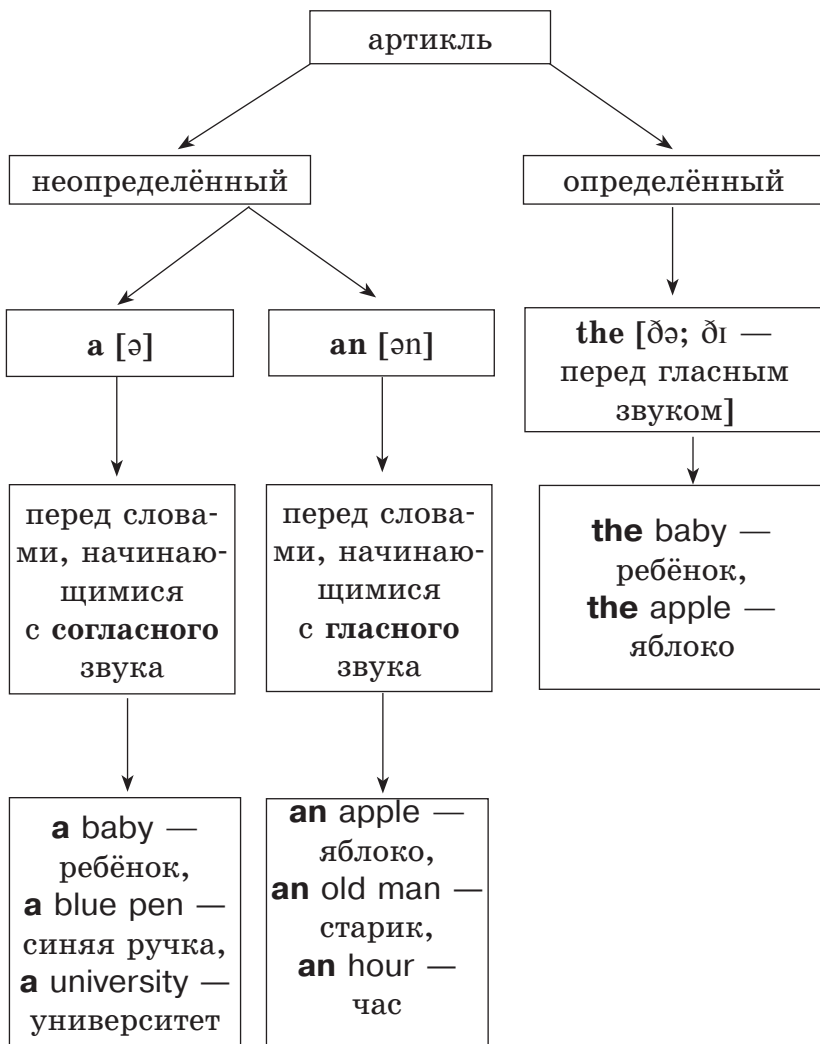 артикль
неопределённый
определённый
a [ə]
an [ən]
the [ðə; ðɪ —
перед гласным
звуком]
перед слова-
ми, начинаю-
щимися
с согласного
звука
перед слова-
ми, начинаю-
щимися
с гласного
звука
the baby —
ребёнок,
the apple —
яблоко
a baby —
ребёнок,
a blue pen —
синяя ручка,
a university —
университет
an apple —
яблоко,
an old man —
старик,
an hour —
час